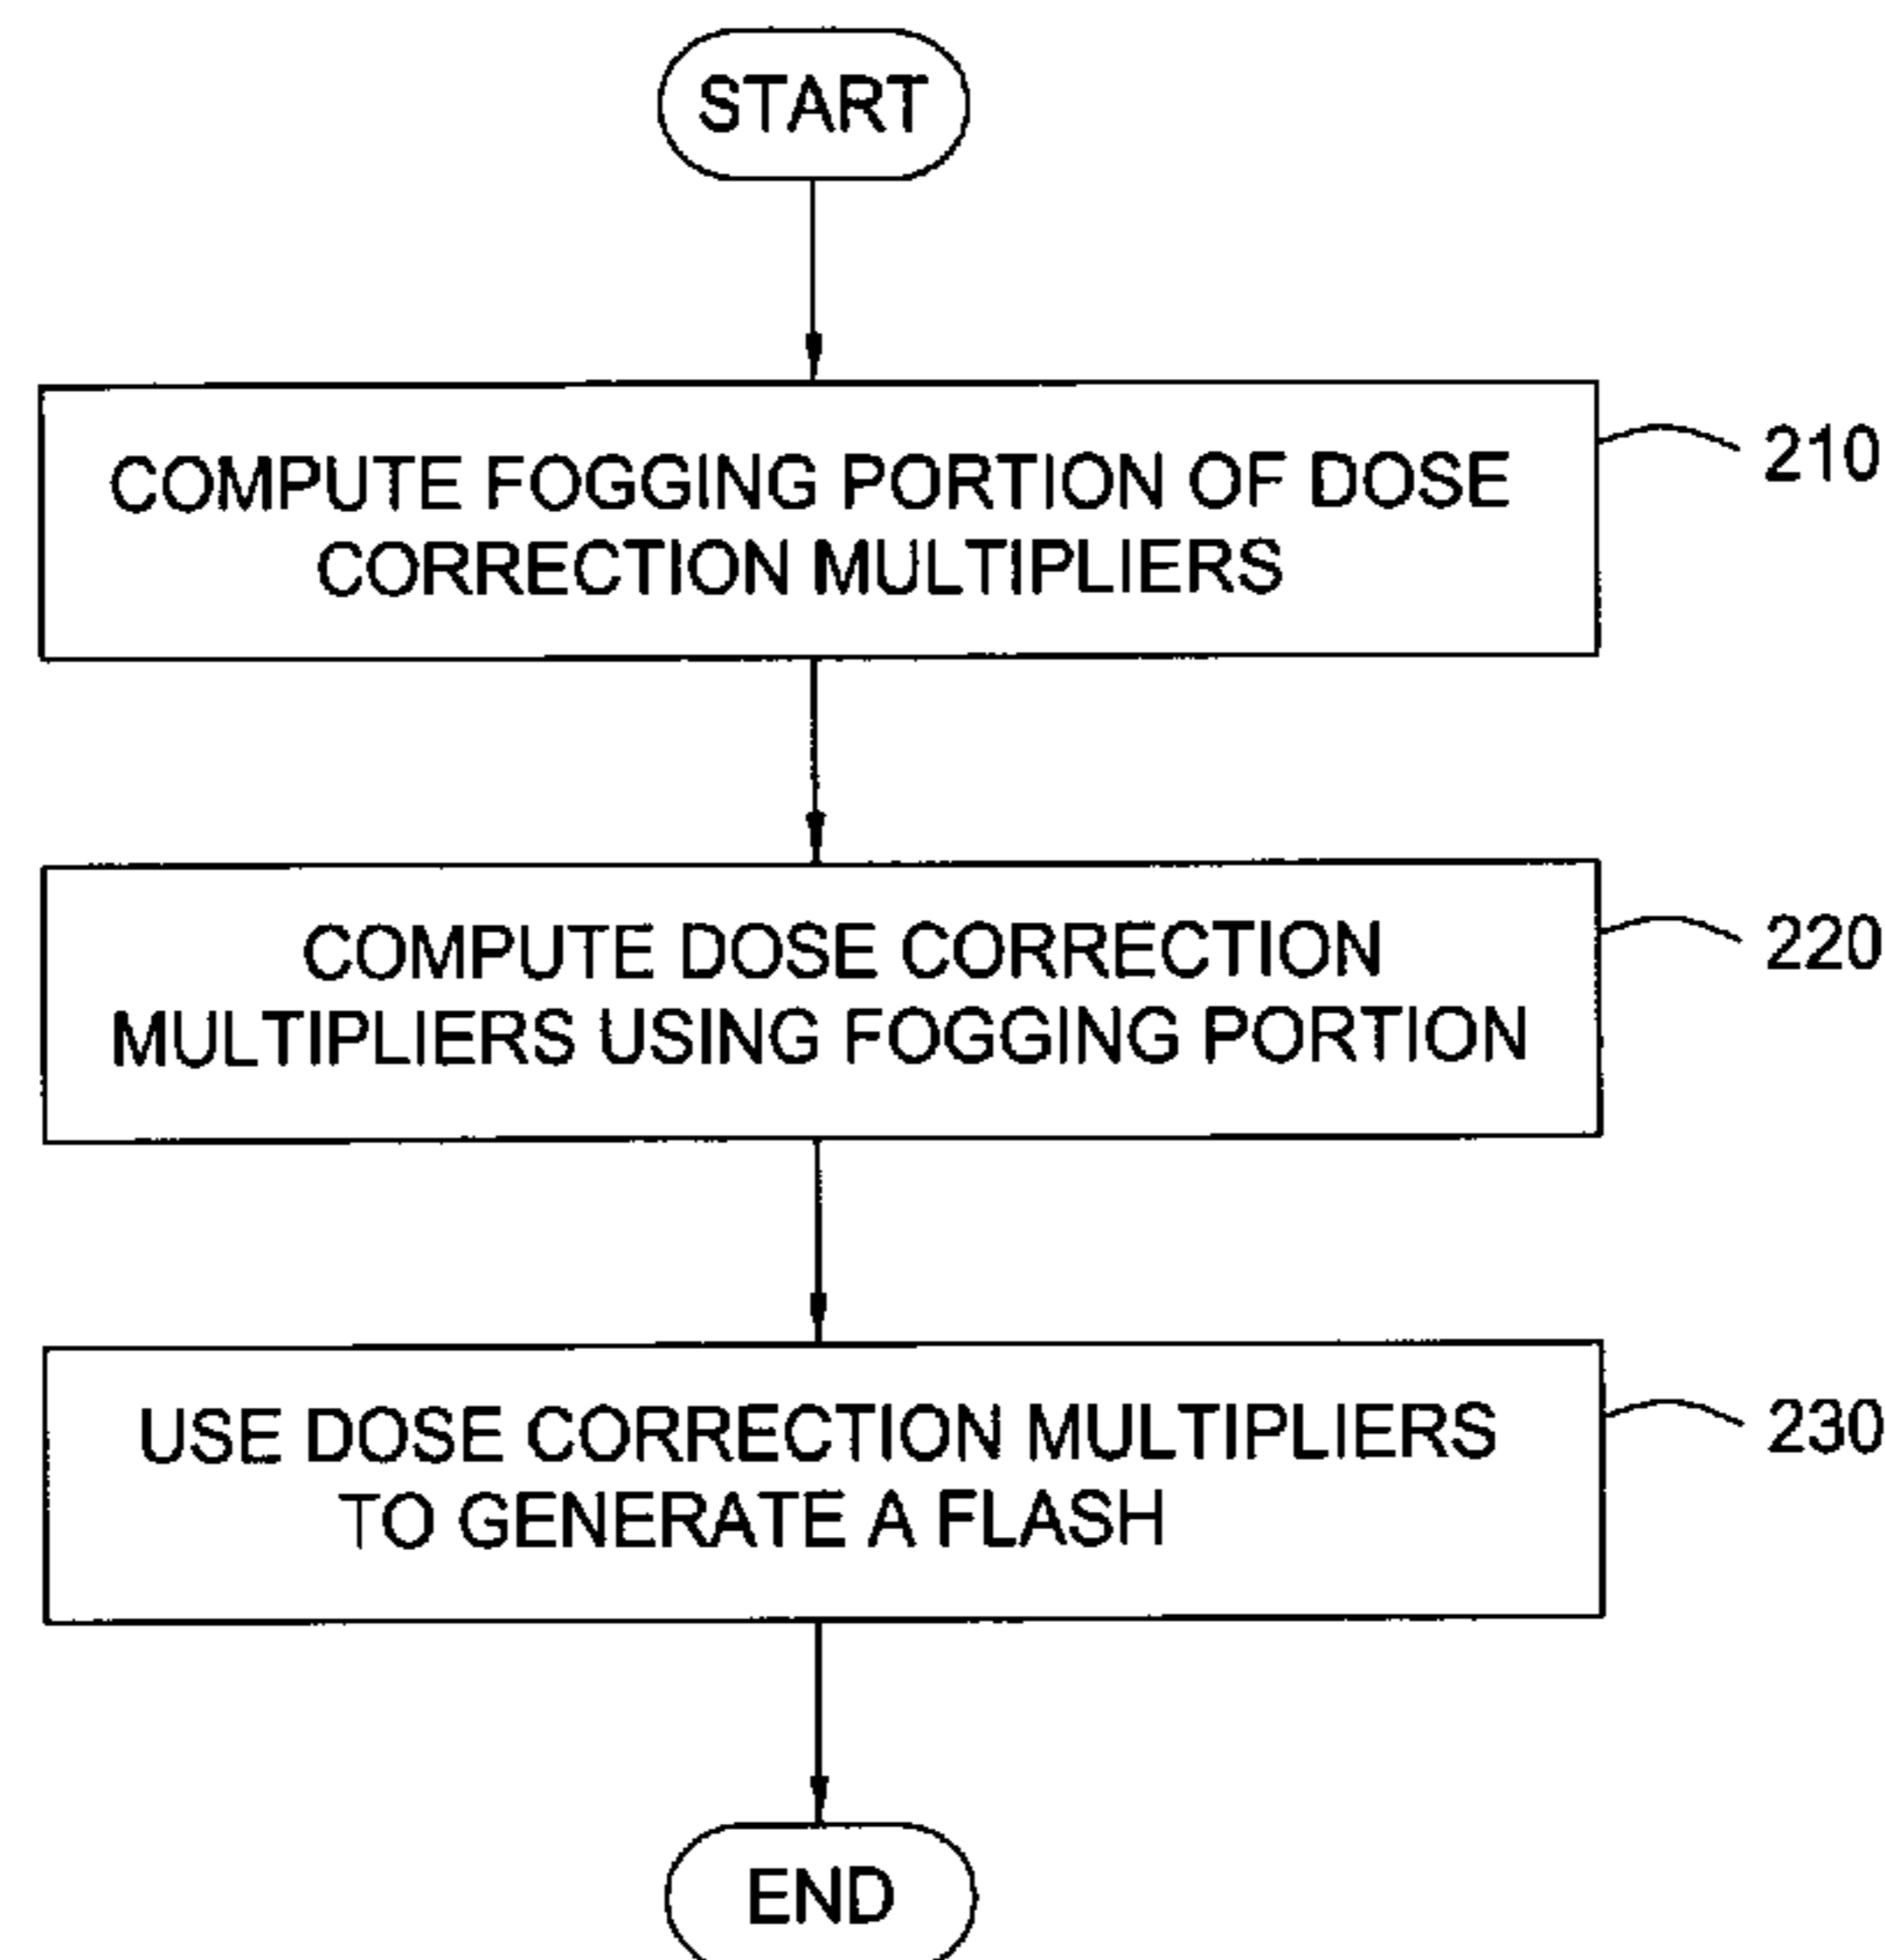 START
COMPUTE FOGGING PORTION OF DOSE
CORRECTION MULTIPLIERS
210
COMPUTE DOSE CORRECTION
MULTIPLIERS USING FOGGING PORTION
220
USE DOSE CORRECTION MULTIPLIERS
TO GENERATE A FLASH
230
END